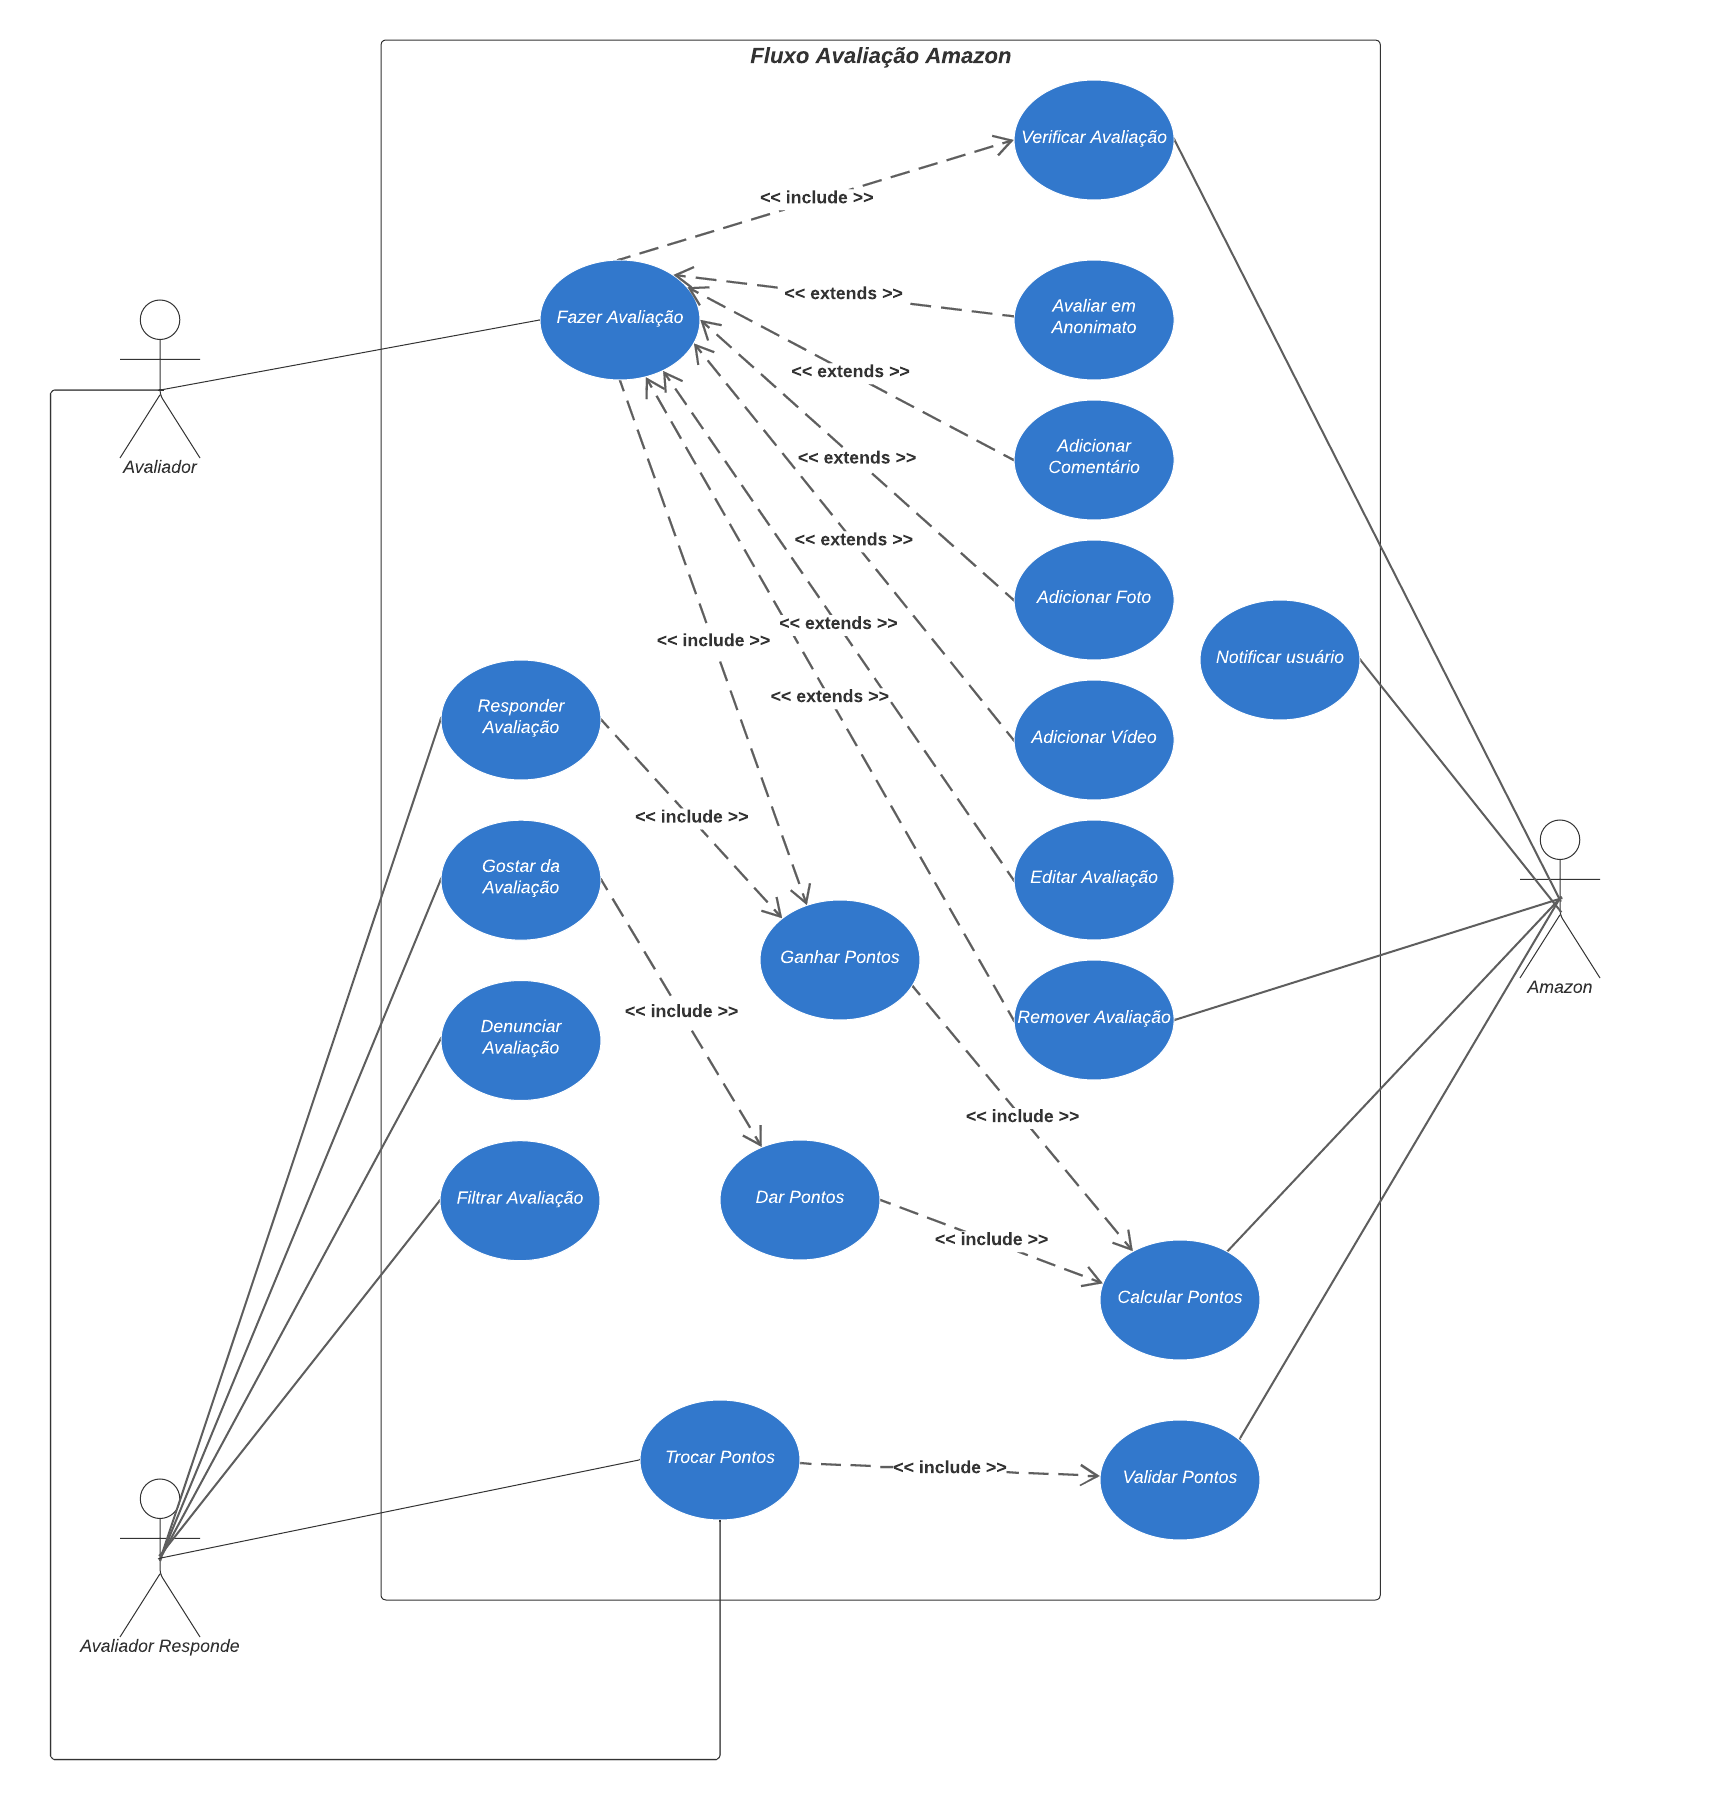 Fluxo Avaliação Amazon
Verificar Avaliação
<< include >>
Fazer Avaliação
<< extends >>
Avaliar em
Anonimato
<< extends >>
Adicionar
Comentário
Avaliador
<< extends >>
<< extends >>
Adicionar Foto
<< extends >>
<< include >>
Notificar usuário
<< extends >>
Responder
Avaliação
Adicionar Vídeo
<< include >>
Gostar da
Avaliação
Editar Avaliação
Ganhar Pontos
Amazon
<< include >>
Remover Avaliação
Denunciar
Avaliação
<< include >>
Filtrar Avaliação
Dar Pontos
<< include >>
Calcular Pontos
Trocar Pontos
<< include >>
Validar Pontos
Avaliador Responde